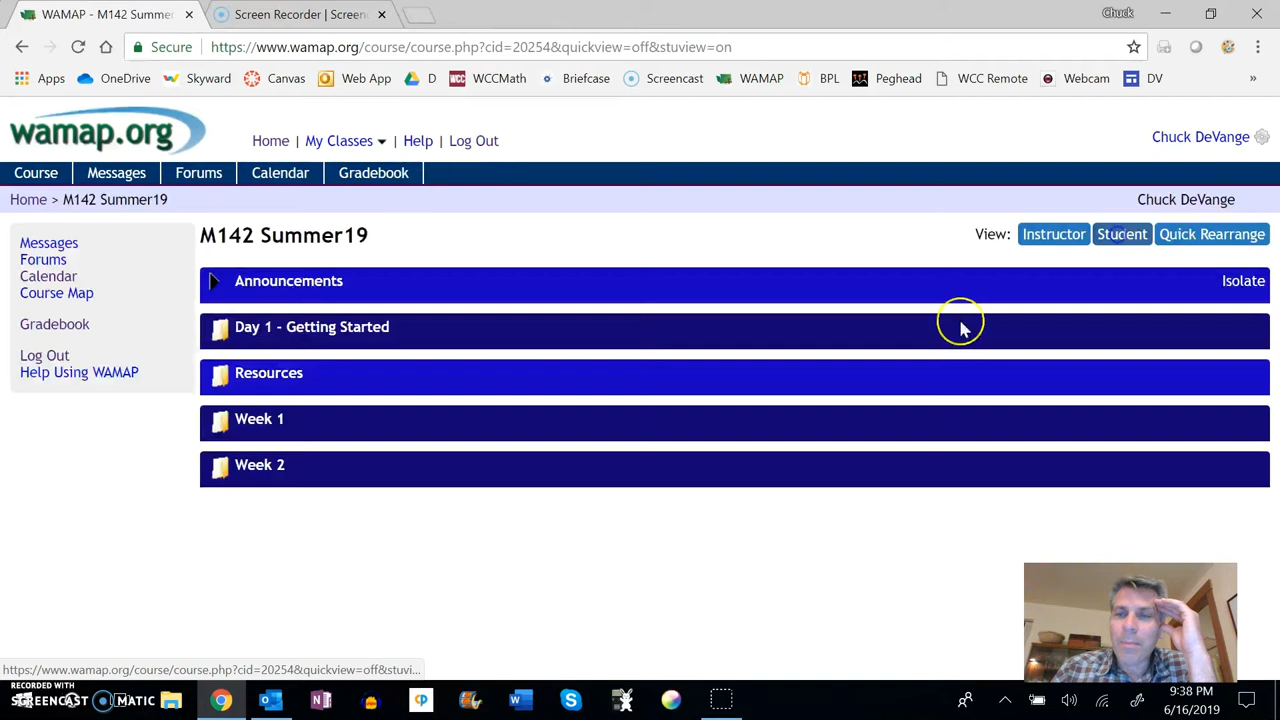 WAMAP - M142 Summer
Screen Recorder | Screen
Chuck
Secure https://www.wamap.org/course/course.php?cid=20254&quickview=off&stuview=on
Apps OneDrive Skyward Canvas Web App D WCCMath Briefcase Screencast WAMAP BPL Peghead WCC Remote Webcam DV »
wamap.org
Home | My Classes | Help | Log Out
Chuck DeVange
Course Messages Forums Calendar Gradebook
Home > M142 Summer19
Chuck DeVange
Messages
Forums
Calendar
Course Map
Gradebook
Log Out
Help Using WAMAP
M142 Summer19
View: Instructor Student Quick Rearrange
Announcements
Isolate
Day 1 - Getting Started
Resources
Week 1
Week 2
https://www.wamap.org/course/course.php?cid=20254&quickview=off&stuvi...
RECORDED WITH
SCREENCAST MATIC
9:38 PM
6/16/2019